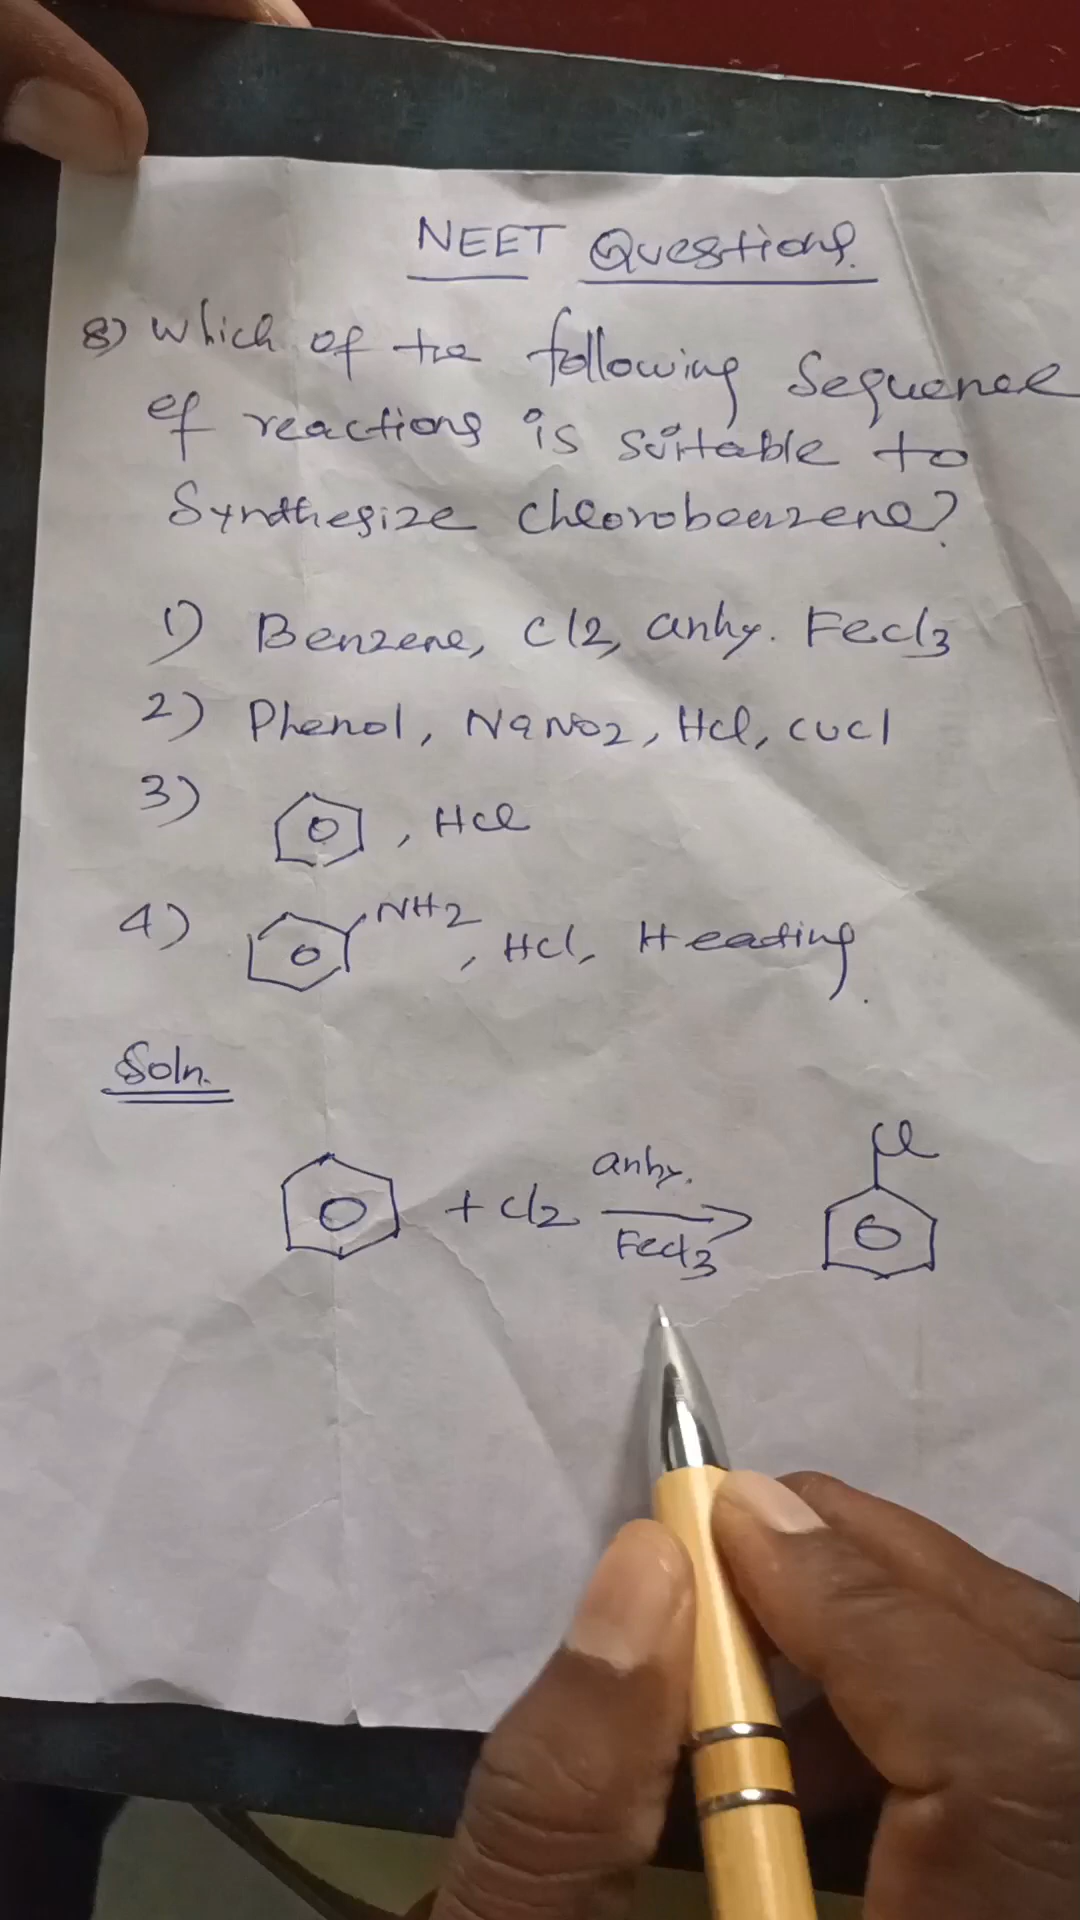 NEET Questions.
8) Which of the following Sequence
of reactions is suitable to
Synthesize chlorobenzene?
1) Benzene, Cl2, anhy. FeCl3
2) Phenol, NaNO2, HCl, CuCl
3) , HCl
4) NH2, HCl, Heating.
Soln.
+ Cl2 anhy. FeCl3 Cl